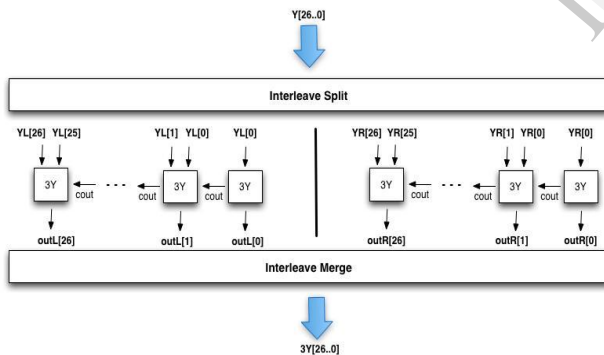 Y[26..0]
Interleave Split
YL[26] YL[25] YL[1] YL[0] YL[0] YR[26] YR[25] YR[1] YR[0] YR[0]
3Y cout ... cout 3Y cout 3Y 3Y cout ... cout 3Y cout 3Y
outL[26] outL[1] outL[0] outR[26] outR[1] outR[0]
Interleave Merge
3Y[26..0]